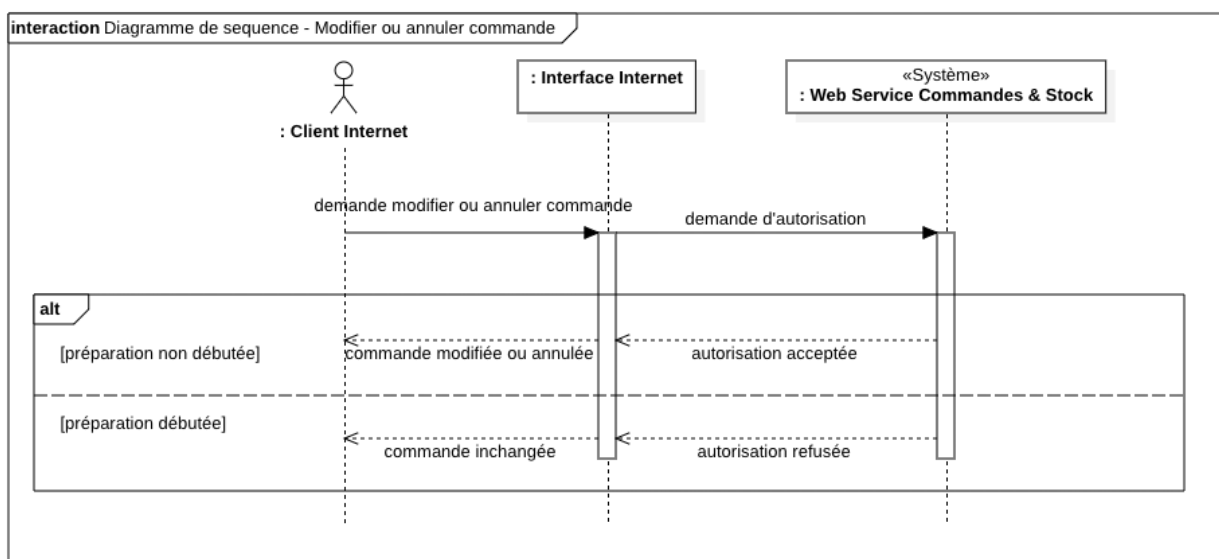 interaction Diagramme de sequence - Modifier ou annuler commande
: Client Internet
: Interface Internet
«Système»
: Web Service Commandes & Stock
demande modifier ou annuler commande
demande d'autorisation
alt
[préparation non débutée]
commande modifiée ou annulée
autorisation acceptée
[préparation débutée]
commande inchangée
autorisation refusée